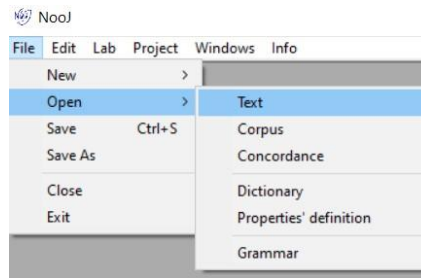 NooJ
File Edit Lab Project Windows Info
New >
Open >
Save Ctrl+S
Save As
Close
Exit
Text
Corpus
Concordance
Dictionary
Properties' definition
Grammar